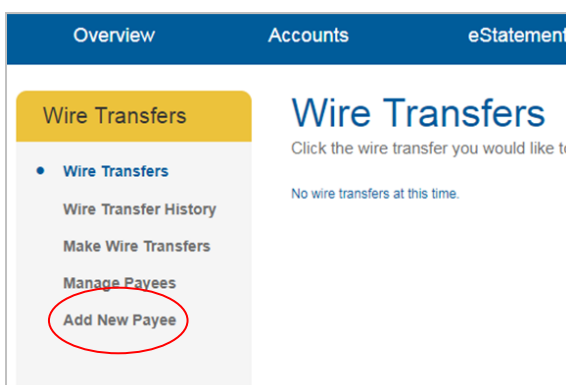 Overview Accounts eStatement
Wire Transfers
Wire Transfers
Wire Transfer History
Make Wire Transfers
Manage Payees
Add New Payee
Wire Transfers
Click the wire transfer you would like to
No wire transfers at this time.